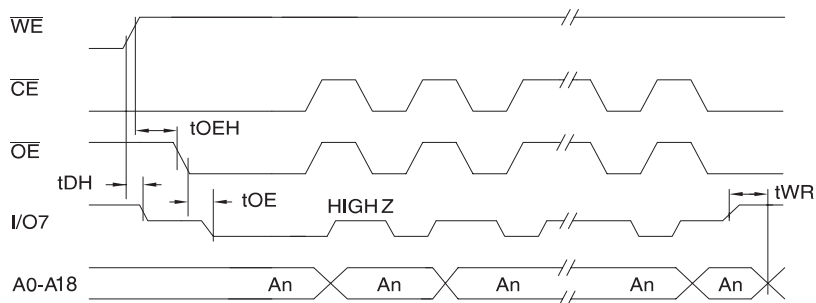 WE
CE
tOEH
OE
tDH
tOE
HIGH Z
tWR
I/O7
A0-A18 An An An An An